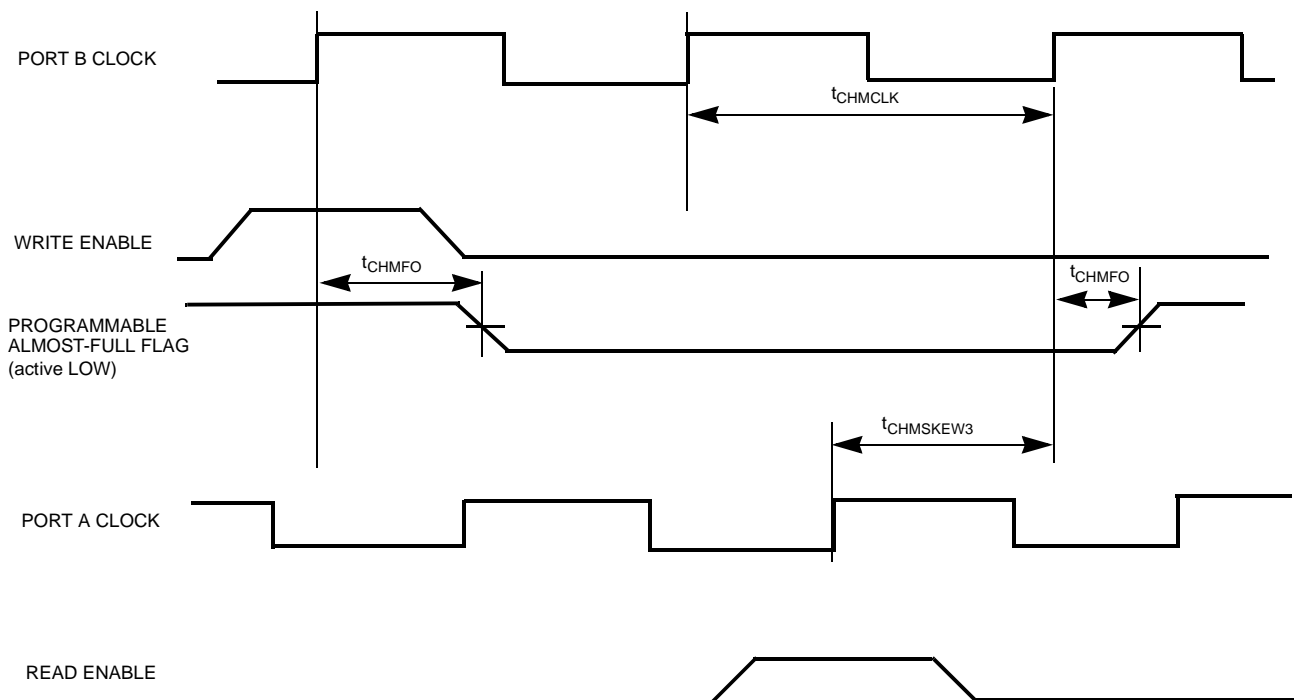 PORT B CLOCK
tCHMCLK
WRITE ENABLE
tCHMFO
tCHMFO
PROGRAMMABLE
ALMOST-FULL FLAG
(active LOW)
tCHMSKEW3
PORT A CLOCK
READ ENABLE